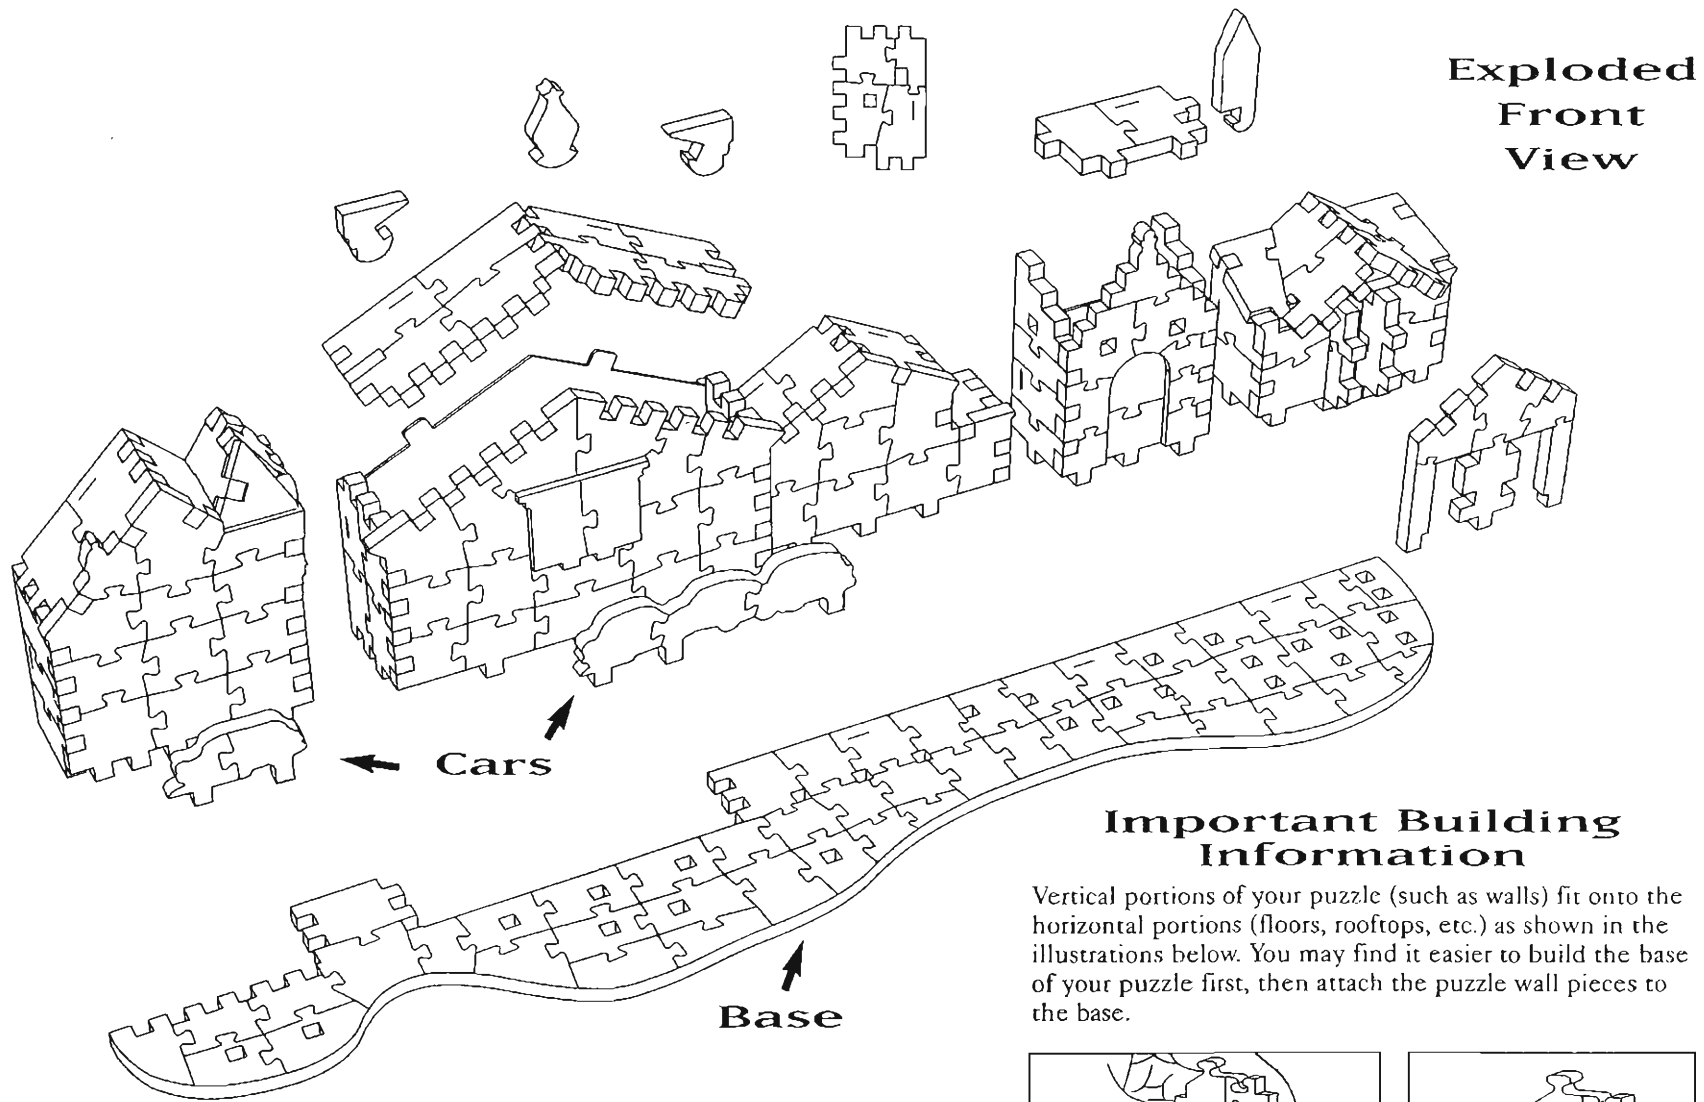 Exploded
Front
View
Cars
Base
Important Building
Information
Vertical portions of your puzzle (such as walls) fit onto the
horizontal portions (floors, rooftops, etc.) as shown in the
illustrations below. You may find it easier to build the base
of your puzzle first, then attach the puzzle wall pieces to
the base.